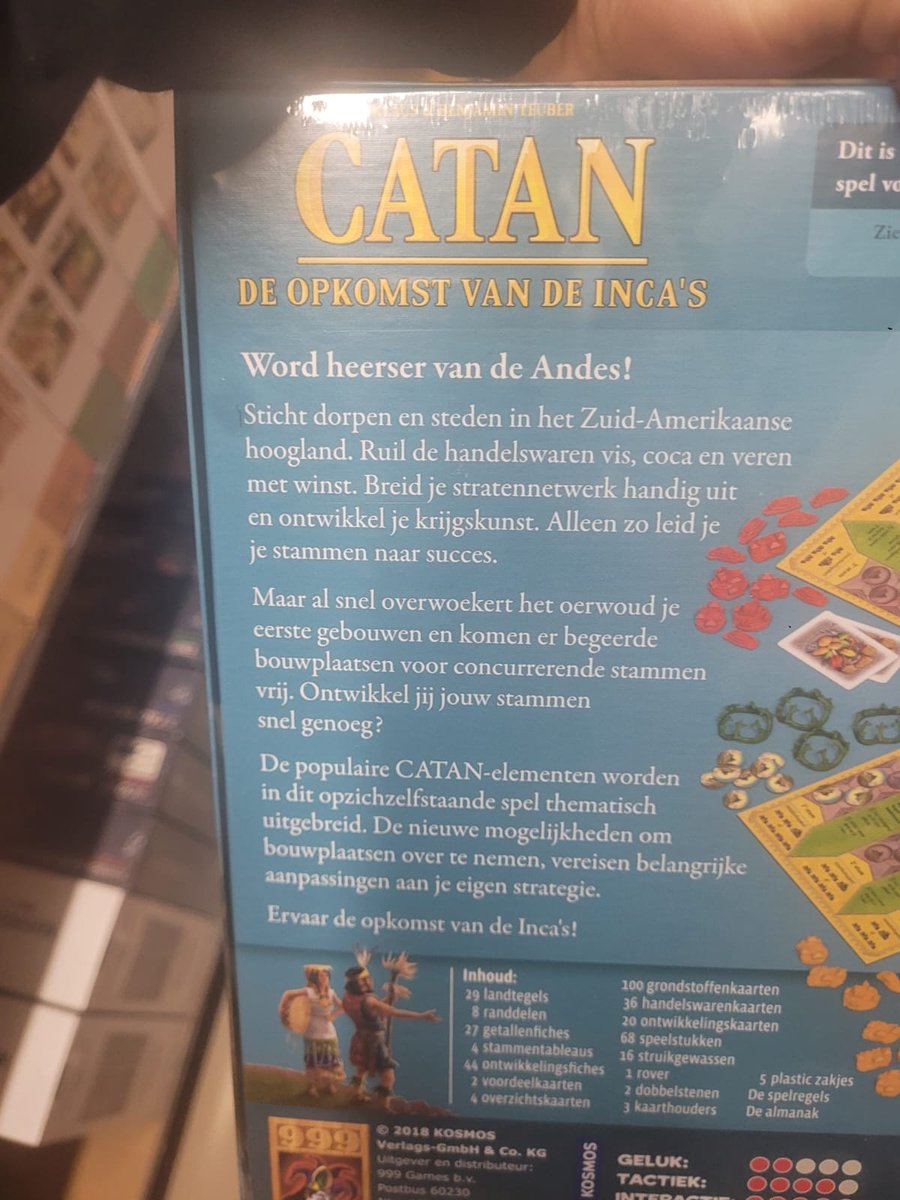 KLAUS & BENJAMIN TEUBER
CATAN
DE OPKOMST VAN DE INCA'S
Dit is
spel vo
Zie
Word heerser van de Andes!
Sticht dorpen en steden in het Zuid-Amerikaanse
hoogland. Ruil de handelswaren vis, coca en veren
met winst. Breid je stratennetwerk handig uit
en ontwikkel je krijgskunst. Alleen zo leid je
je stammen naar succes.
Maar al snel overwoekert het oerwoud je
eerste gebouwen en komen er begeerde
bouwplaatsen voor concurrerende stammen
vrij. Ontwikkel jij jouw stammen
snel genoeg?
De populaire CATAN-elementen worden
in dit opzichzelfstaande spel thematisch
uitgebreid. De nieuwe mogelijkheden om
bouwplaatsen over te nemen, vereisen belangrijke
aanpassingen aan je eigen strategie.
Ervaar de opkomst van de Inca's!
Inhoud:
29 landtegels
8 randdelen
27 getallenfiches
4 stammentableaus
44 ontwikkelingsfiches
2 voordeelkaarten
4 overzichtskaarten
100 grondstoffenkaarten
36 handelswarenkaarten
20 ontwikkelingskaarten
68 speelstukken
16 struikgewassen
1 rover
2 dobbelstenen
3 kaarthouders
5 plastic zakjes
De spelregels
De almanak
999
© 2018 KOSMOS
Verlags-GmbH & Co. KG
Uitgever en distributeur:
999 Games b.v.
Postbus 60230
KOSMOS
GELUK:
TACTIEK:
INTERACTIE